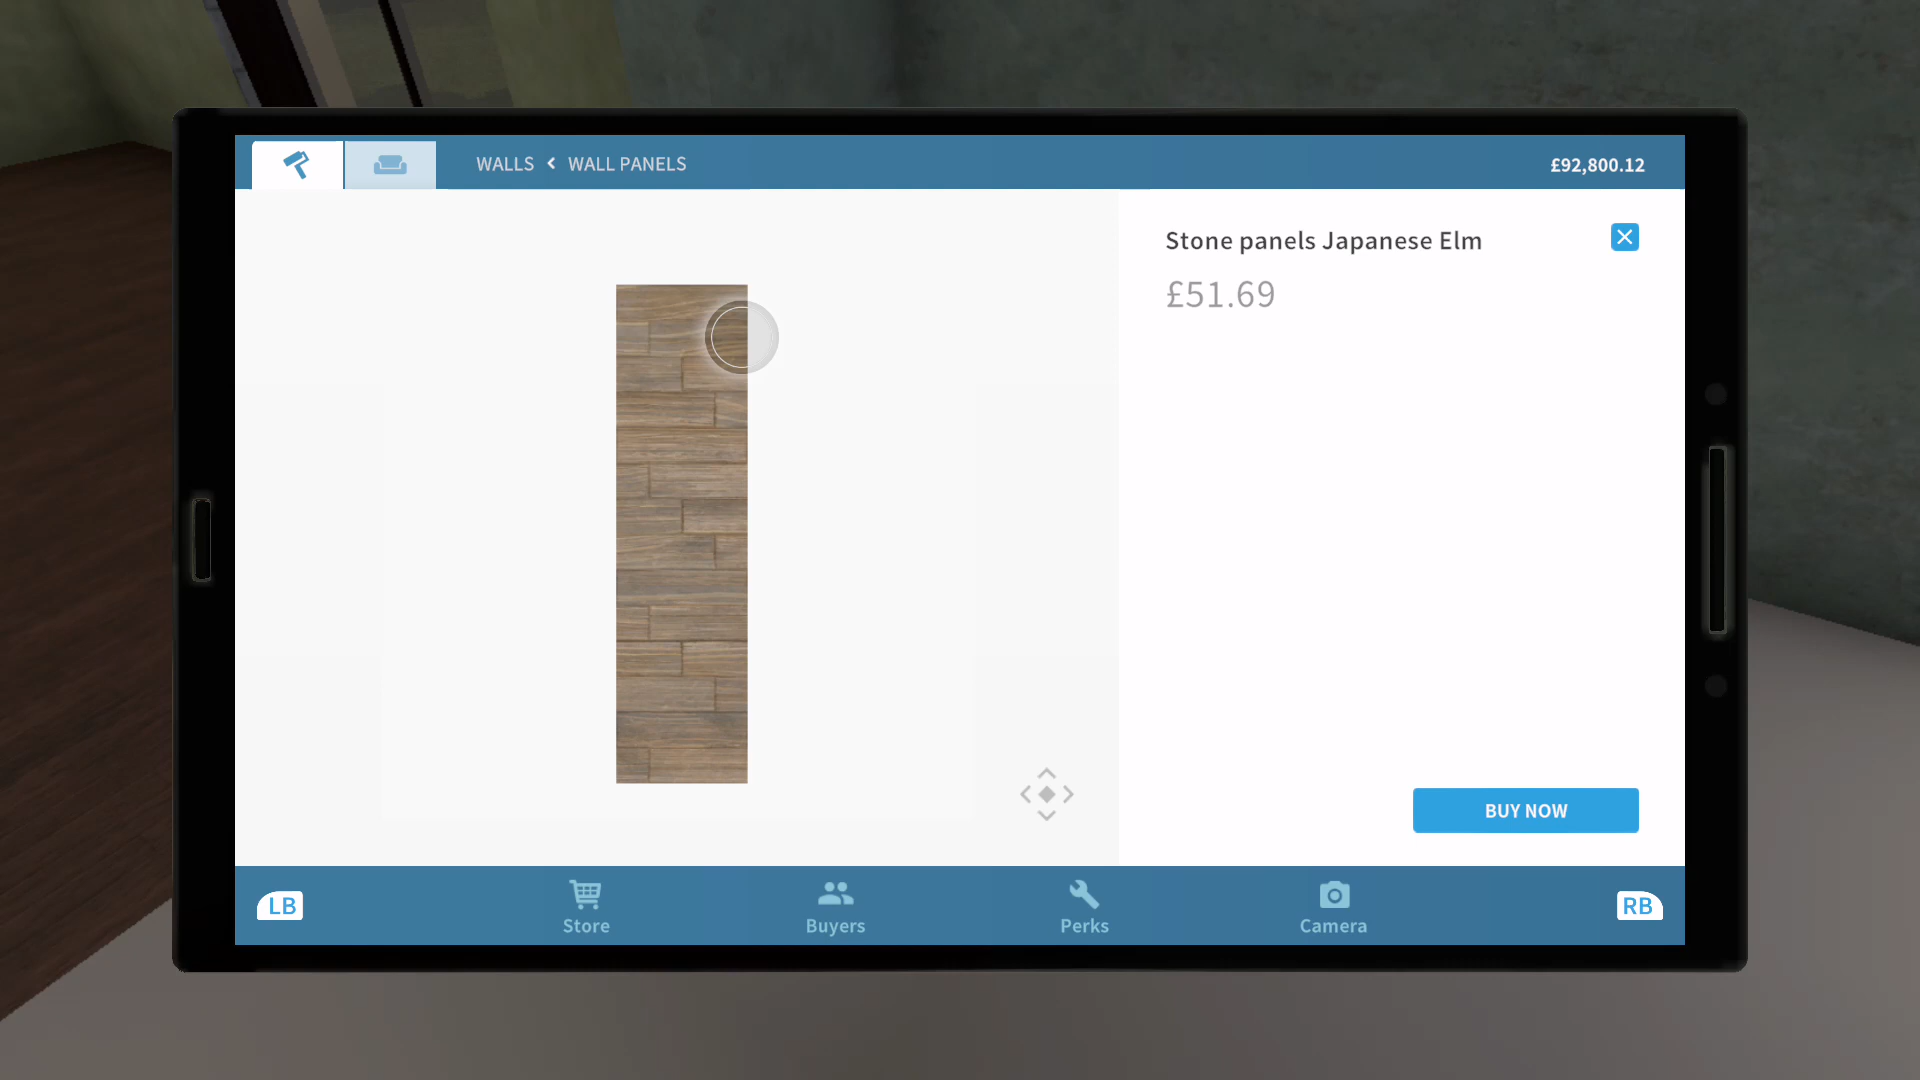 WALLS < WALL PANELS
£92,800.12
Stone panels Japanese Elm
£51.69
BUY NOW
LB
Store
Buyers
Perks
Camera
RB